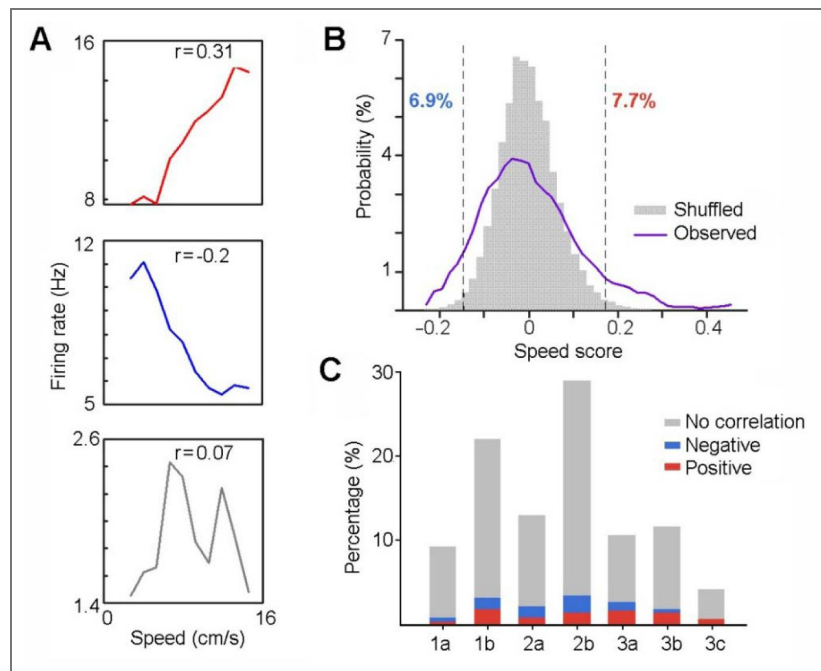 A
16
r=0.31
8
12
r=-0.2
Firing rate (Hz)
5
2.6
r=0.07
1.4
0
16
Speed (cm/s)
B
7
6.9%
7.7%
Probability (%)
4
Shuffled
Observed
1
−0.2
0
0.2
0.4
Speed score
C
30
No correlation
Negative
Positive
20
Percentage (%)
10
1a 1b 2a 2b 3a 3b 3c